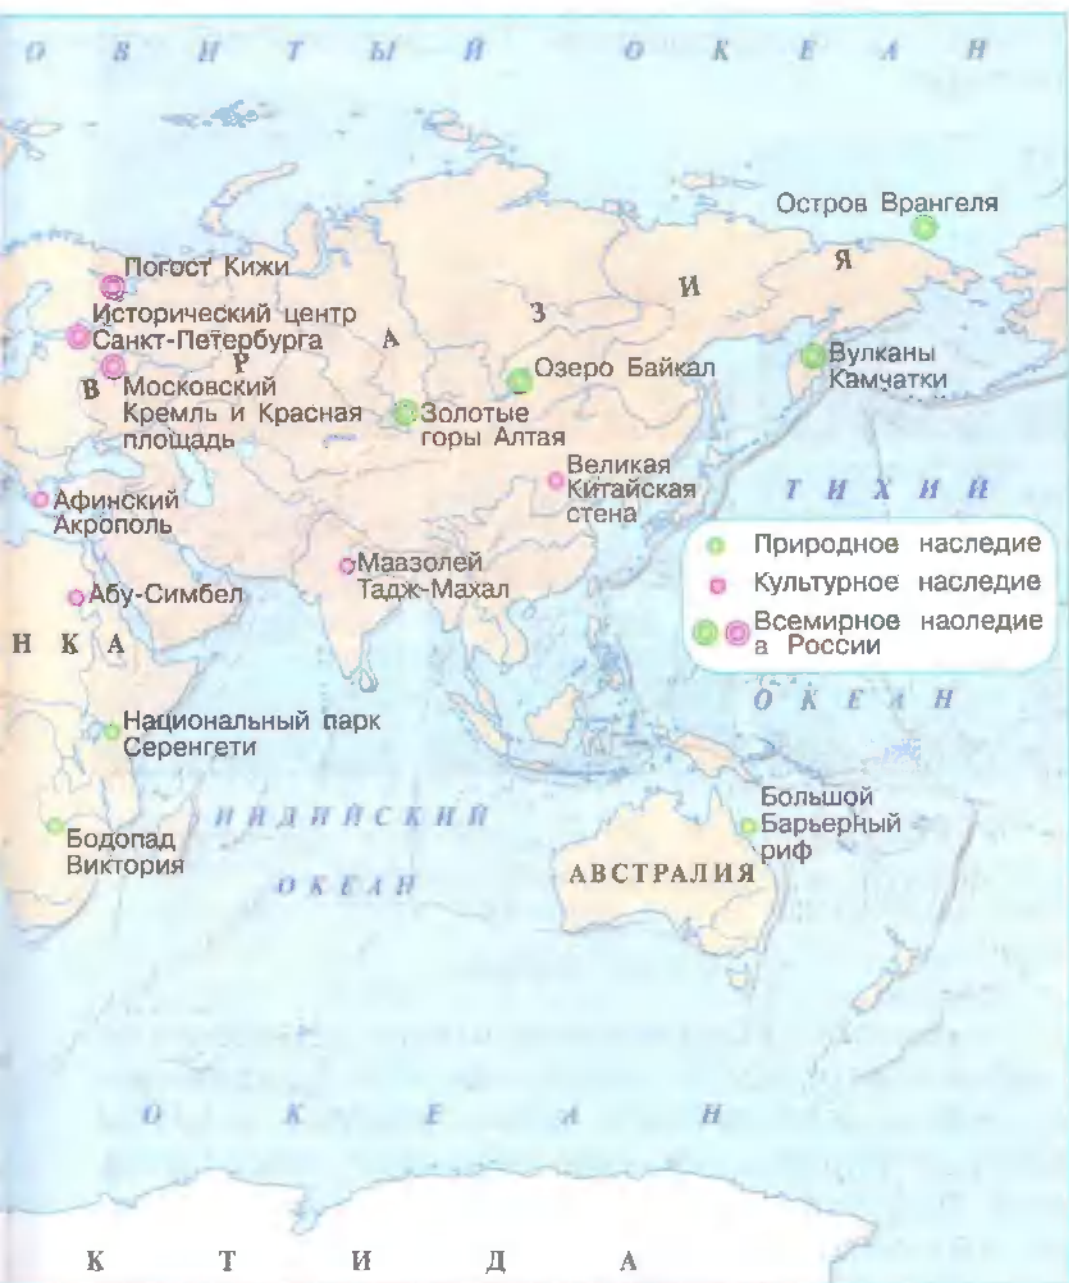 О В И Т Ы Й О К Е А Н
Остров Врангеля
Погост Кижи
Исторический центр
Санкт-Петербурга
В Р А З И Я
Московский
Кремль и Красная
площадь
Озеро Байкал
Золотые
горы Алтая
Вулканы
Камчатки
Великая
Китайская
стена
Афинский
Акрополь
Мавзолей
Тадж-Махал
Абу-Симбел
Т И Х И Й
Природное наследие
Культурное наследие
Всемирное наоледие
а России
О К Е А Н
Н К А
Национальный парк
Серенгети
Бодопад
Виктория
И Н Д И Й С К И Й
О К Е А Н
Большой
Барьерный
риф
АВСТРАЛИЯ
О К Е А Н
К Т И Д А